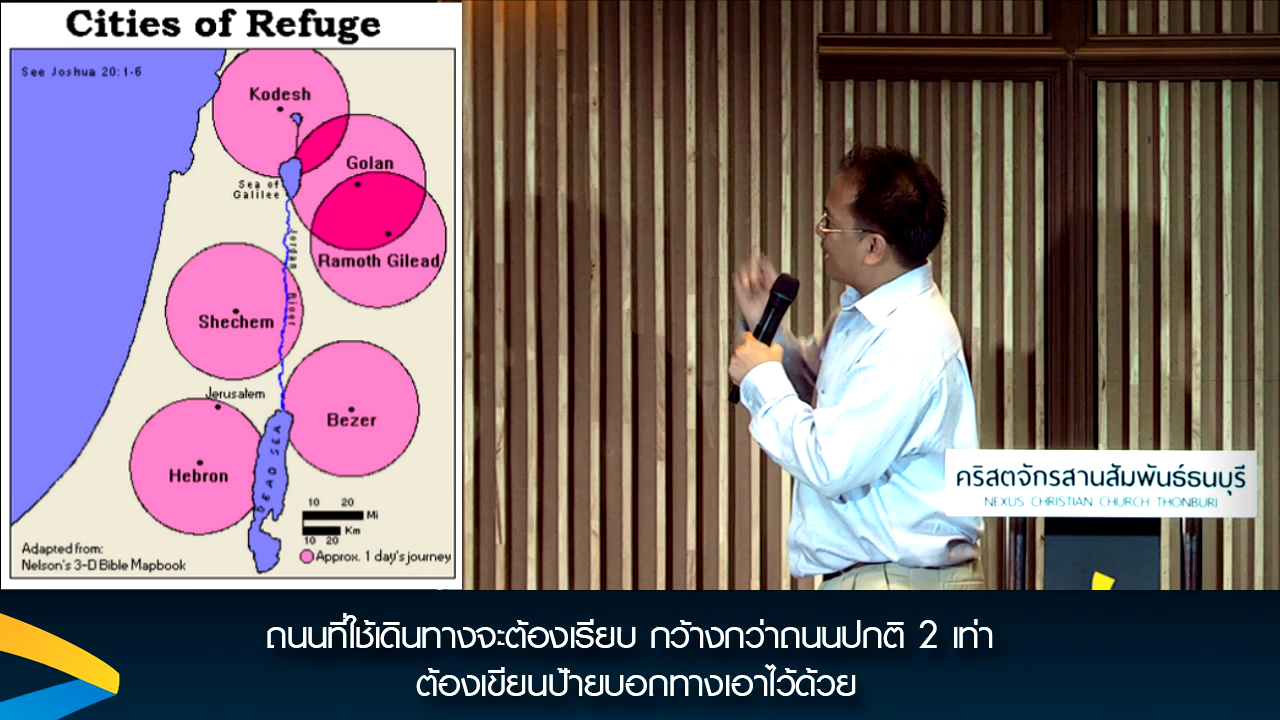 Cities of Refuge
See Joshua 20:1-6
Kodesh
Golan
Sea of
Galilee
Jordan River
Ramoth Gilead
Shechem
Jerusalem
Bezer
Hebron
DEAD SEA
10 20
Mi
Km
10 20
Approx. 1 day's journey
Adapted from:
Nelson's 3-D Bible Mapbook
คริสตจักรสานสัมพันธ์ธนบุรี
NEXUS CHRISTIAN CHURCH THONBURI
ถนนที่ใช้เดินทางจะต้องเรียบ กว้างกว่าถนนปกติ 2 เท่า
ต้องเขียนป้ายบอกทางเอาไว้ด้วย